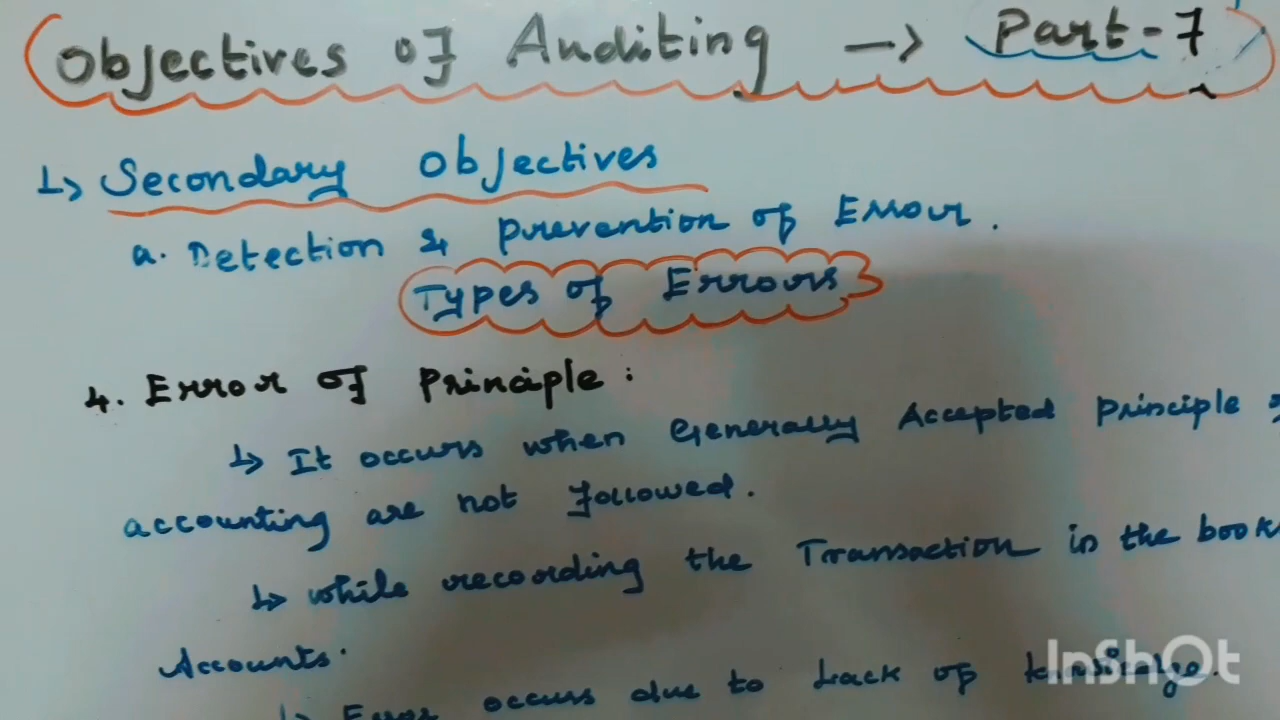 Objectives of Auditing → Part-7
↳ Secondary Objectives
a. Detection & Prevention of Error.
Types of Errors
4. Error of Principle :
↳ It occurs when Generally Accepted Principle
accounting are not followed.
↳ while recording the Transaction in the book
Accounts.
↳ Error occurs due to Lack of knowledge.
InShOt